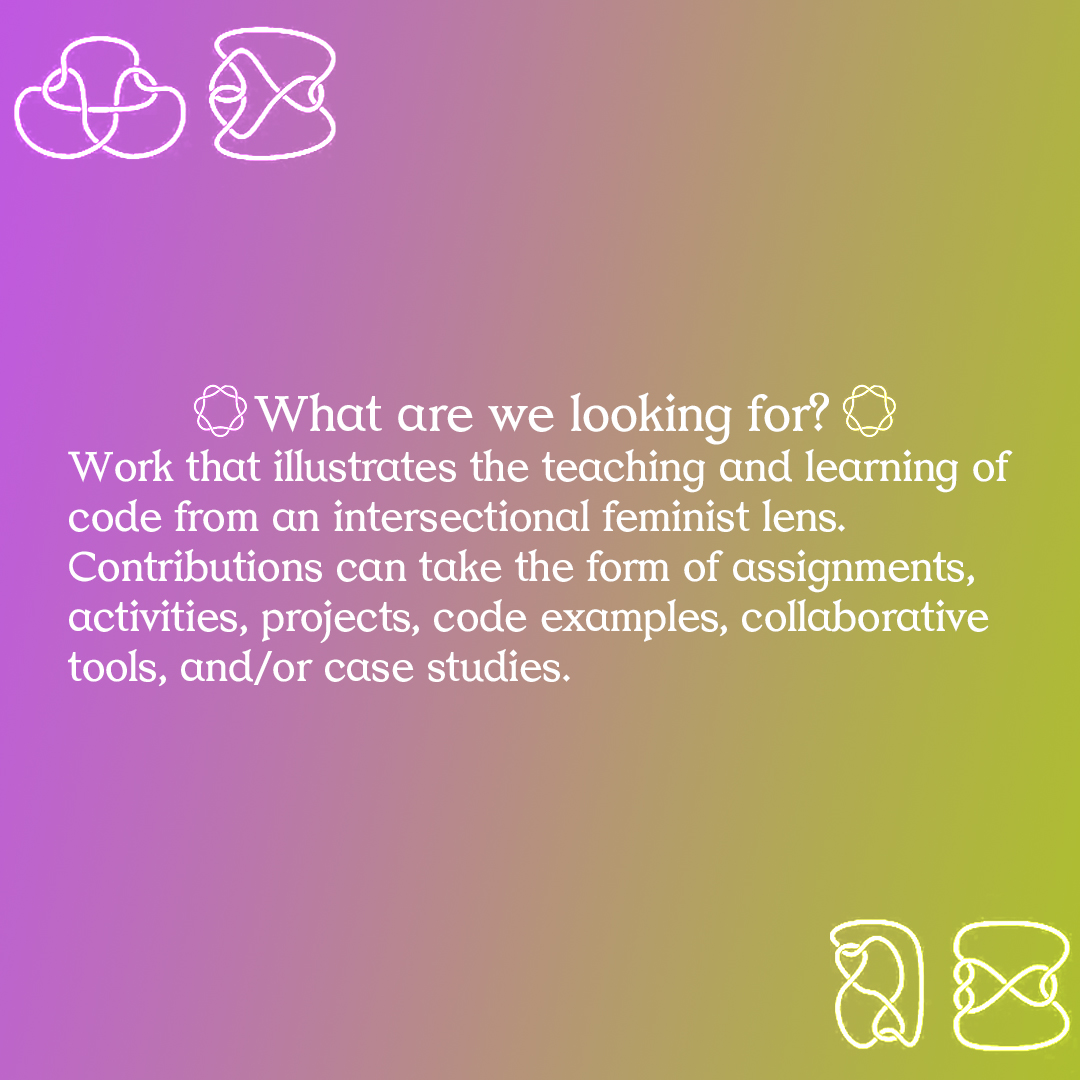 What are we looking for?
Work that illustrates the teaching and learning of
code from an intersectional feminist lens.
Contributions can take the form of assignments,
activities, projects, code examples, collaborative
tools, and/or case studies.